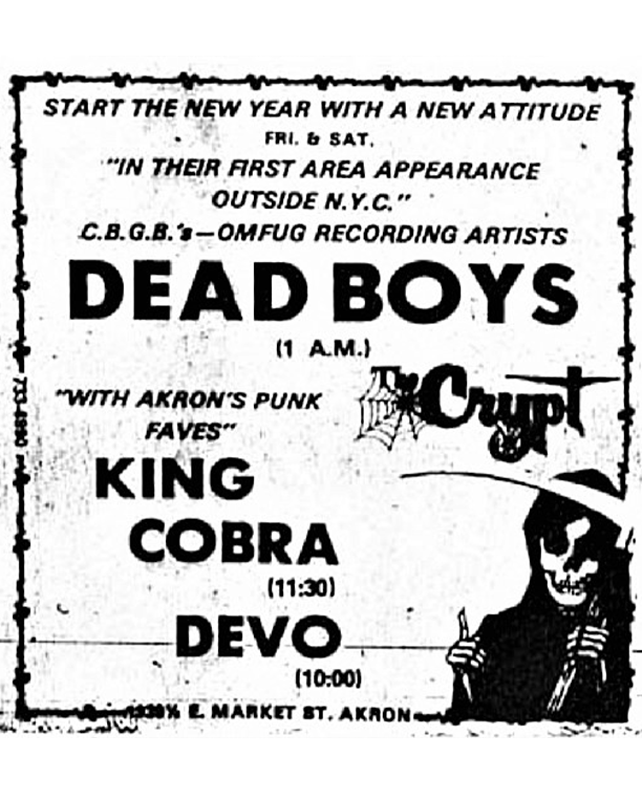 START THE NEW YEAR WITH A NEW ATTITUDE
FRI. & SAT.
"IN THEIR FIRST AREA APPEARANCE
OUTSIDE N.Y.C."
C.B.G.B.'s—OMFUG RECORDING ARTISTS
DEAD BOYS
(1 A.M.)
The Crypt
"WITH AKRON'S PUNK
FAVES"
KING
COBRA
(11:30)
DEVO
(10:00)
E. MARKET ST. AKRON